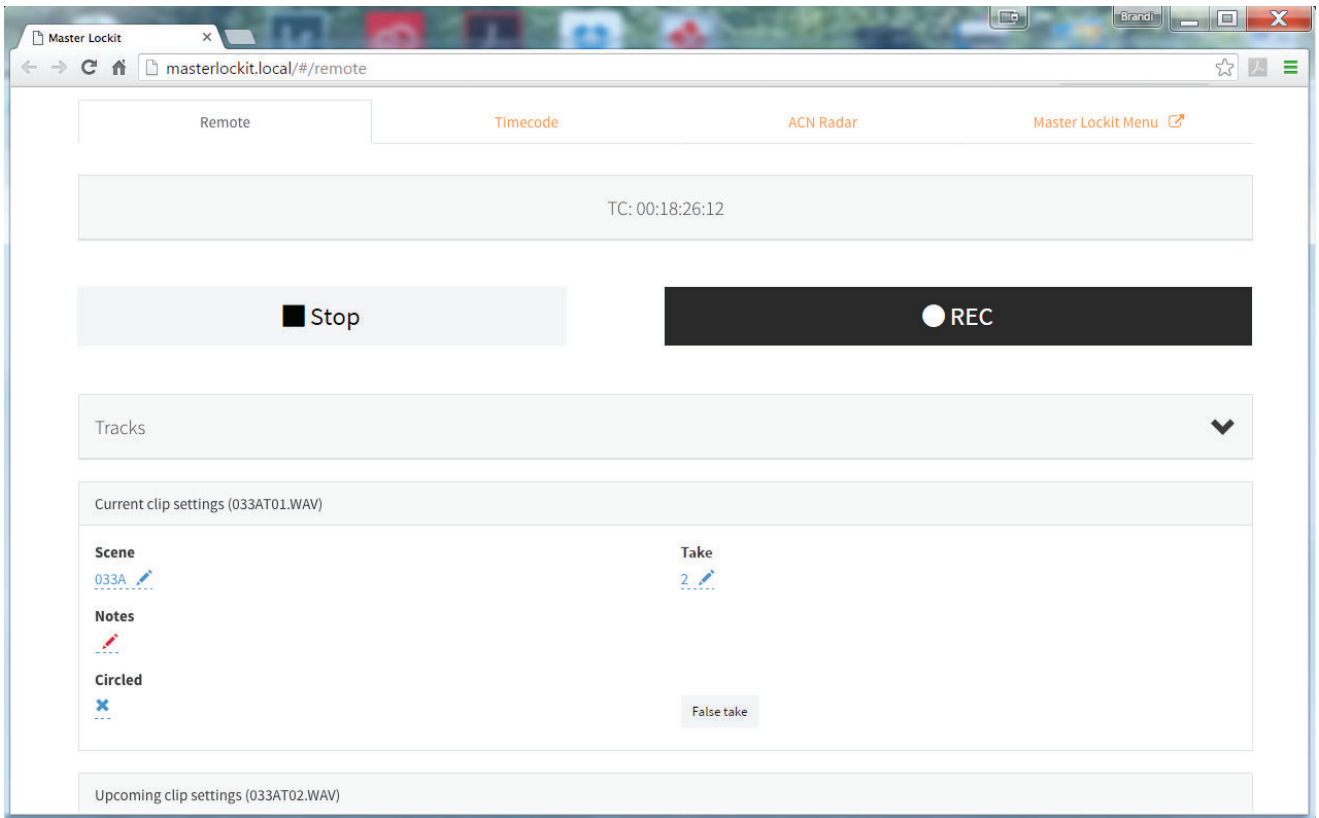 Brandi
Master Lockit
masterlockit.local/#/remote
Remote Timecode ACN Radar Master Lockit Menu
TC: 00:18:26:12
Stop REC
Tracks
Current clip settings (033AT01.WAV)
Scene Take
033A 2
Notes
Circled
False take
Upcoming clip settings (033AT02.WAV)